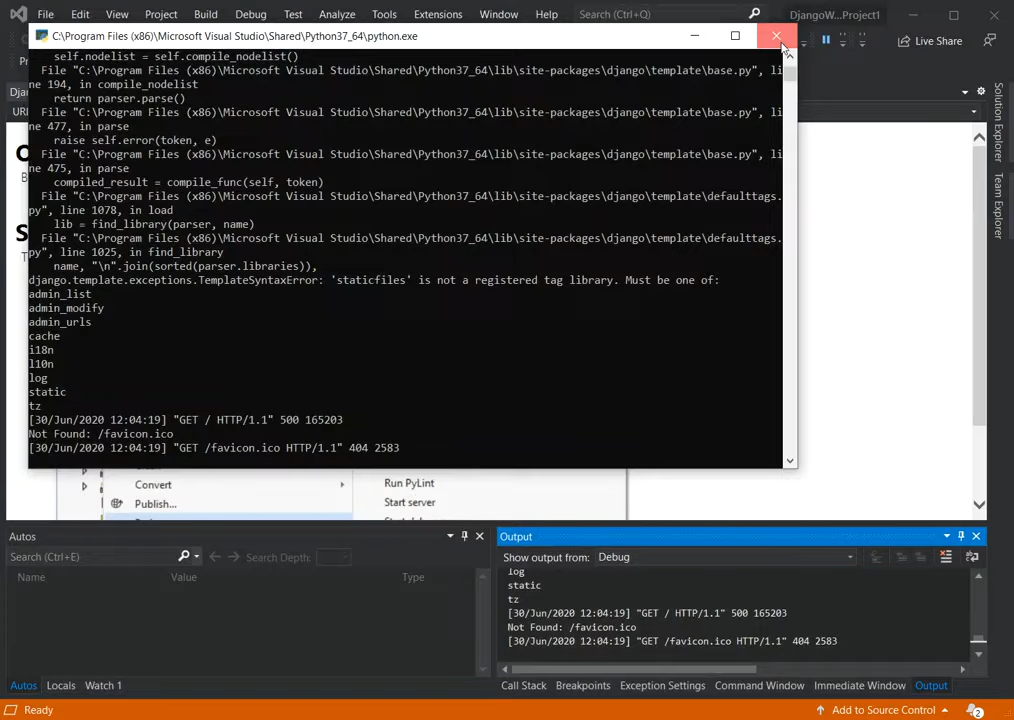 File Edit View Project Build Debug Test Analyze Tools Extensions Window Help Search (Ctrl+Q) DjangoW...Project1
C:\Program Files (x86)\Microsoft Visual Studio\Shared\Python37_64\python.exe
Live Share
self.nodelist = self.compile_nodelist()
File "C:\Program Files (x86)\Microsoft Visual Studio\Shared\Python37_64\lib\site-packages\django\template\base.py", li
ne 194, in compile_nodelist
return parser.parse()
File "C:\Program Files (x86)\Microsoft Visual Studio\Shared\Python37_64\lib\site-packages\django\template\base.py", li
ne 477, in parse
raise self.error(token, e)
File "C:\Program Files (x86)\Microsoft Visual Studio\Shared\Python37_64\lib\site-packages\django\template\base.py", li
ne 475, in parse
compiled_result = compile_func(self, token)
File "C:\Program Files (x86)\Microsoft Visual Studio\Shared\Python37_64\lib\site-packages\django\template\defaulttags.
py", line 1078, in load
lib = find_library(parser, name)
File "C:\Program Files (x86)\Microsoft Visual Studio\Shared\Python37_64\lib\site-packages\django\template\defaulttags.
py", line 1025, in find_library
name, "\n".join(sorted(parser.libraries)),
django.template.exceptions.TemplateSyntaxError: 'staticfiles' is not a registered tag library. Must be one of:
admin_list
admin_modify
admin_urls
cache
i18n
l10n
log
static
tz
[30/Jun/2020 12:04:19] "GET / HTTP/1.1" 500 165203
Not Found: /favicon.ico
[30/Jun/2020 12:04:19] "GET /favicon.ico HTTP/1.1" 404 2583
Solution Explorer
Team Explorer
Convert
Publish...
Run PyLint
Start server
Autos
Search (Ctrl+E) Search Depth:
Name Value Type
Autos Locals Watch 1
Output
Show output from: Debug
log
static
tz
[30/Jun/2020 12:04:19] "GET / HTTP/1.1" 500 165203
Not Found: /favicon.ico
[30/Jun/2020 12:04:19] "GET /favicon.ico HTTP/1.1" 404 2583
Call Stack Breakpoints Exception Settings Command Window Immediate Window Output
Ready
Add to Source Control 2